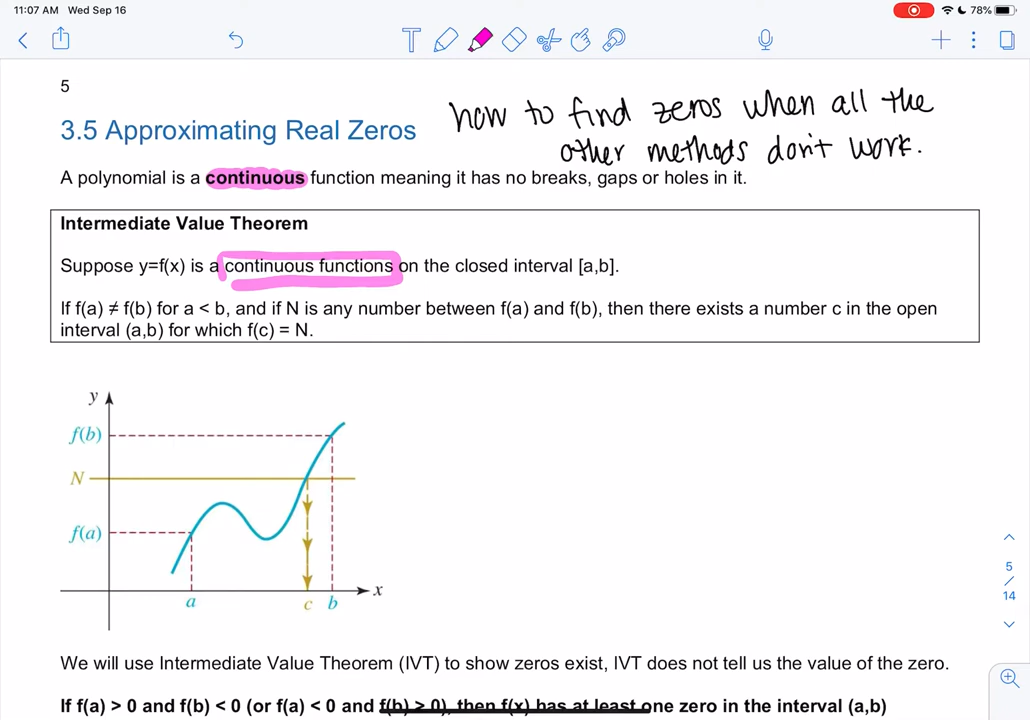 11:07 AM Wed Sep 16
78%
5
how to find zeros when all the
3.5 Approximating Real Zeros
other methods don't work.
A polynomial is a continuous function meaning it has no breaks, gaps or holes in it.
Intermediate Value Theorem
Suppose y=f(x) is a continuous functions on the closed interval [a,b].
If f(a) ≠ f(b) for a < b, and if N is any number between f(a) and f(b), then there exists a number c in the open
interval (a,b) for which f(c) = N.
y
f(b)
N
f(a)
x
a c b
5
/
14
We will use Intermediate Value Theorem (IVT) to show zeros exist, IVT does not tell us the value of the zero.
If f(a) > 0 and f(b) < 0 (or f(a) < 0 and f(b) > 0), then f(x) has at least one zero in the interval (a,b)